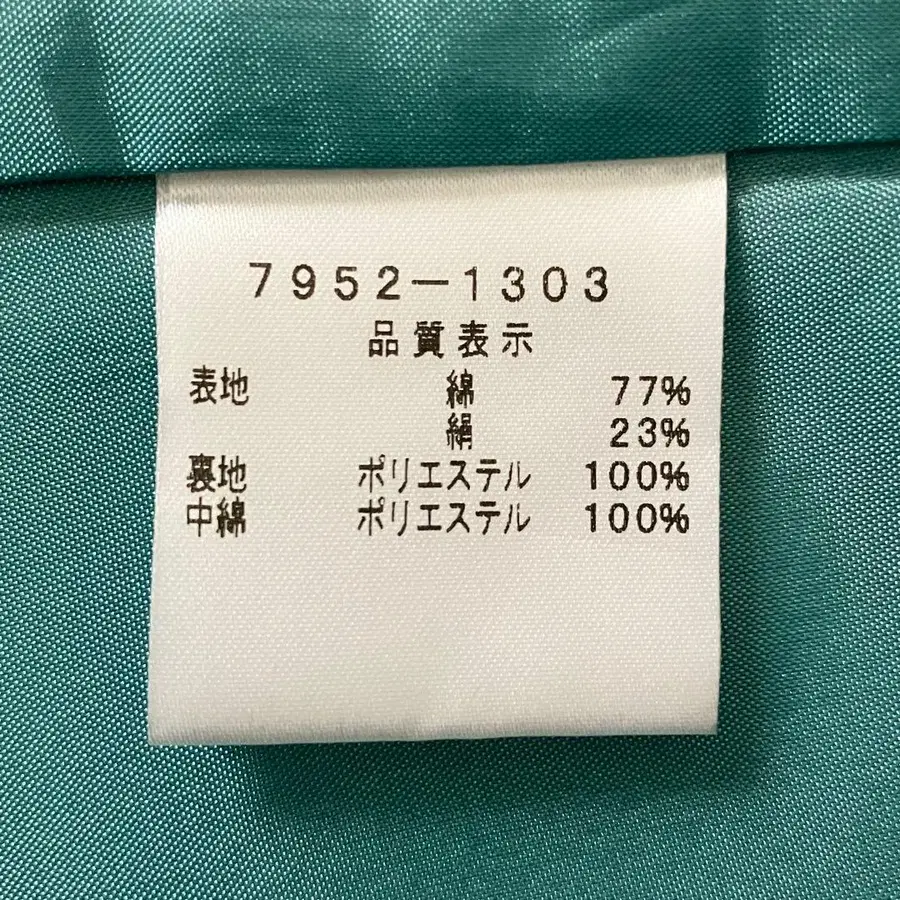 7952-1303
品質表示
表地 綿 77%
絹 23%
裏地 ポリエステル 100%
中綿 ポリエステル 100%